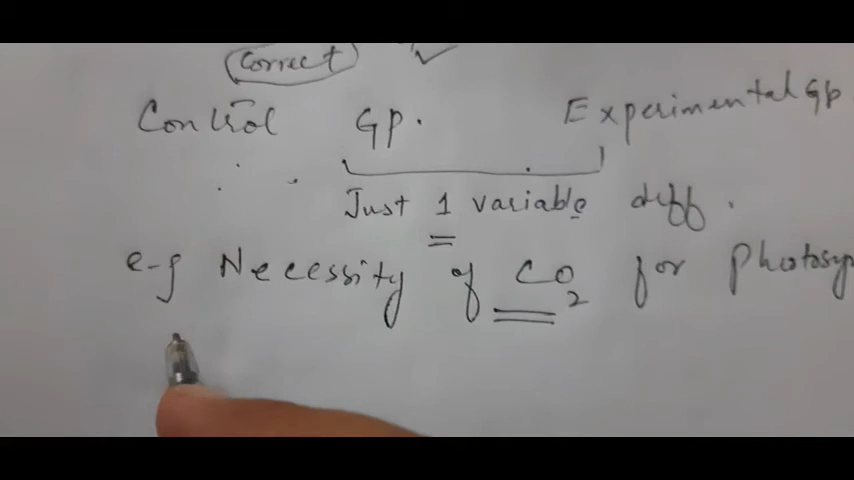 Correct
Control Gp. Experimental Gp
Just 1 variable diff.
e-g Necessity of CO2 for Photosy